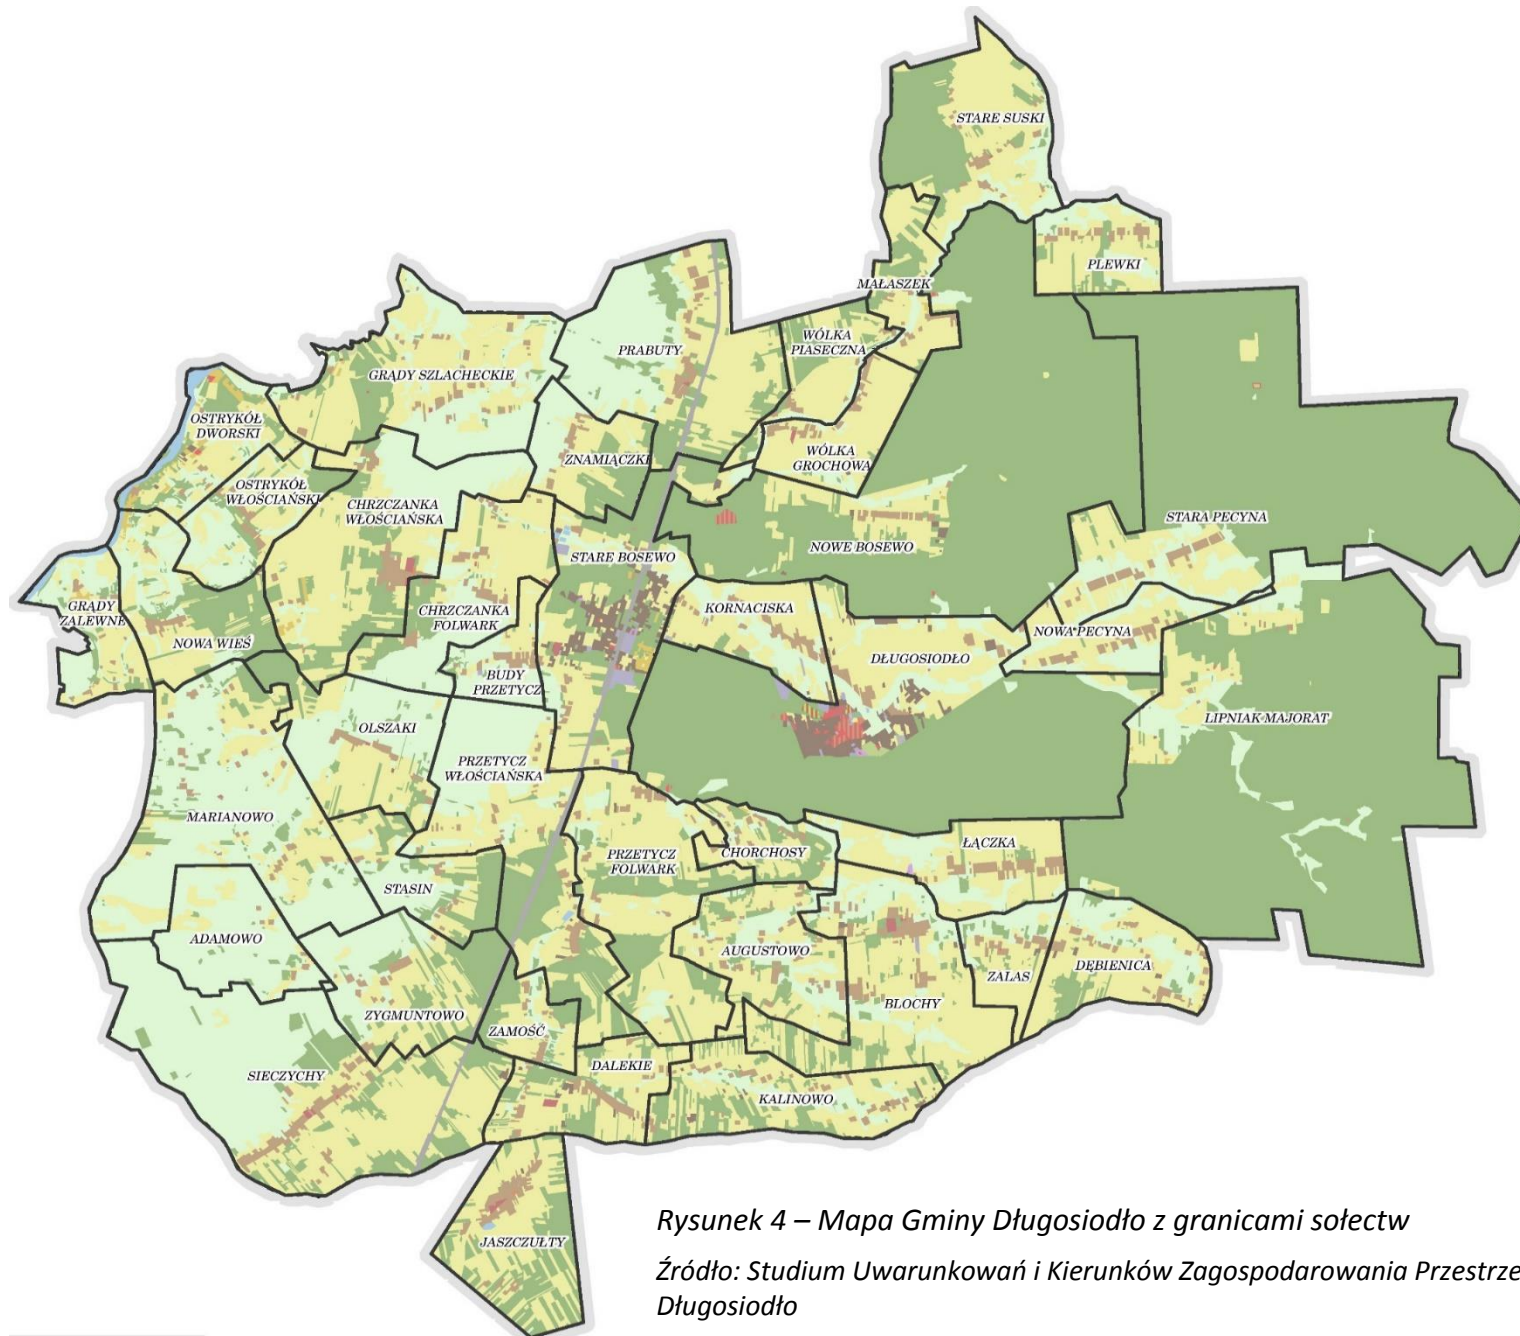 STARE SUSKI
PLEWKI
MAŁASZEK
WÓLKA
PIASECZNA
PRABUTY
GRĄDY SZLACHECKIE
OSTRYKÓŁ
DWORSKI
ZNAMIĄCZKI
WÓLKA
GROCHOWA
OSTRYKÓŁ
WŁOŚCIAŃSKI
CHRZCZANKA
WŁOŚCIAŃSKA
STARA PECYNA
NOWE BOSEWO
STARE BOSEWO
GRĄDY
ZALEWNE
CHRZCZANKA
FOLWARK
KORNACISKA
NOWA PECYNA
NOWA WIEŚ
DŁUGOSIODŁO
BUDY
PRZETYCZ
LIPNIAK MAJORAT
OLSZAKI
PRZETYCZ
WŁOŚCIAŃSKA
MARIANOWO
ŁĄCZKA
PRZETYCZ
FOLWARK
CHORCHOSY
STASIN
ADAMOWO
AUGUSTOWO
ZALAS
DĘBIENICA
BLOCHY
ZYGMUNTOWO
ZAMOŚĆ
SIECZYCHY
DALEKIE
KALINOWO
JASZCZUŁTY
Rysunek 4 – Mapa Gminy Długosiodło z granicami sołectw
Źródło: Studium Uwarunkowań i Kierunków Zagospodarowania Przestrze
Długosiodło